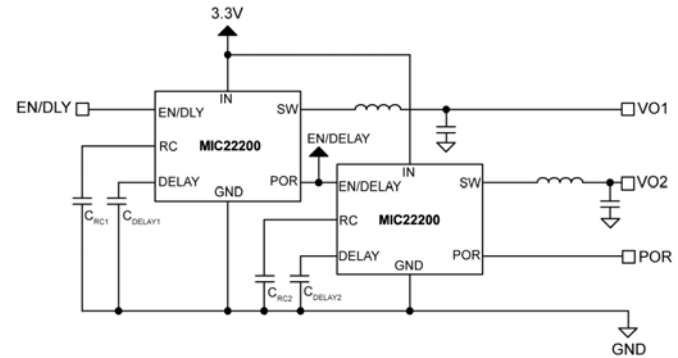 3.3V
EN/DLY
IN
EN/DLY
SW
VO1
MIC22200
EN/DELAY
RC
IN
DELAY
POR
EN/DELAY
SW
VO2
GND
MIC22200
CRC1
CDELAY1
RC
DELAY
POR
POR
GND
CRC2
CDELAY2
GND